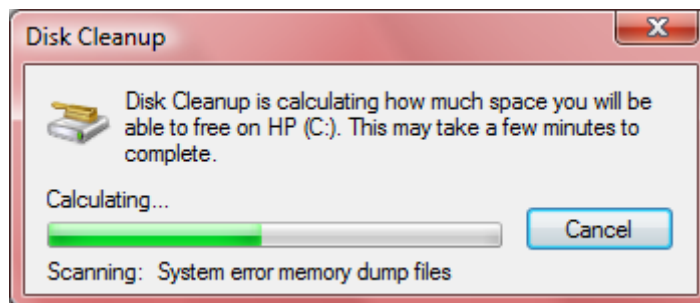 Disk Cleanup
Disk Cleanup is calculating how much space you will be
able to free on HP (C:). This may take a few minutes to
complete.
Calculating...
Cancel
Scanning: System error memory dump files